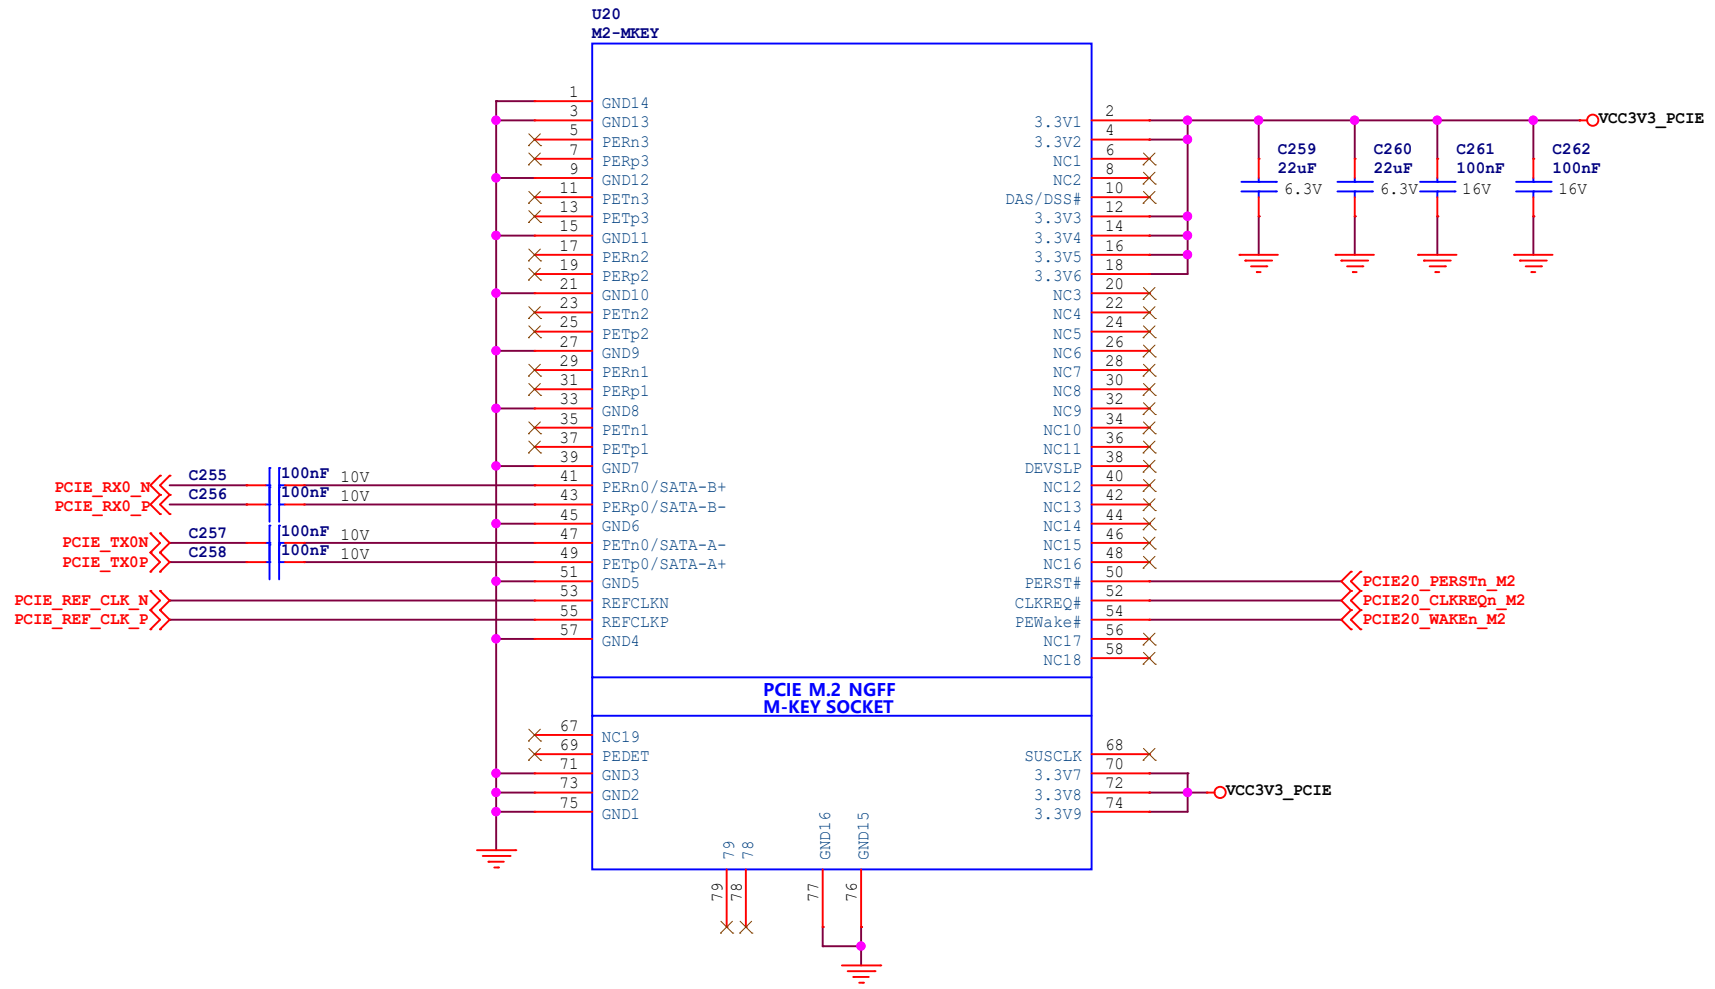 U20
M2-MKEY
1 GND14
3 GND13
5 PERn3
7 PERp3
9 GND12
11 PETn3
13 PETp3
15 GND11
17 PERn2
19 PERp2
21 GND10
23 PETn2
25 PETp2
27 GND9
29 PERn1
31 PERp1
33 GND8
35 PETn1
37 PETp1
39 GND7
PCIE_RX0_N C255 100nF 10V 41 PERn0/SATA-B+
PCIE_RX0_P C256 100nF 10V 43 PERp0/SATA-B-
45 GND6
PCIE_TX0N C257 100nF 10V 47 PETn0/SATA-A-
PCIE_TX0P C258 100nF 10V 49 PETp0/SATA-A+
51 GND5
PCIE_REF_CLK_N 53 REFCLKN
PCIE_REF_CLK_P 55 REFCLKP
57 GND4
3.3V1 2 VCC3V3_PCIE
3.3V2 4
NC1 6
NC2 8
DAS/DSS# 10
3.3V3 12
3.3V4 14
3.3V5 16
3.3V6 18
NC3 20
NC4 22
NC5 24
NC6 26
NC7 28
NC8 30
NC9 32
NC10 34
NC11 36
DEVSLP 38
NC12 40
NC13 42
NC14 44
NC15 46
NC16 48
PERST# 50 PCIE20_PERSTn_M2
CLKREQ# 52 PCIE20_CLKREQn_M2
PEWake# 54 PCIE20_WAKEn_M2
NC17 56
NC18 58
C259 C260 C261 C262
22uF 22uF 100nF 100nF
6.3V 6.3V 16V 16V
PCIE M.2 NGFF
M-KEY SOCKET
67 NC19
69 PEDET
71 GND3
73 GND2
75 GND1
SUSCLK 68
3.3V7 70
3.3V8 72 VCC3V3_PCIE
3.3V9 74
79 78 GND16 GND15
79 78 77 76